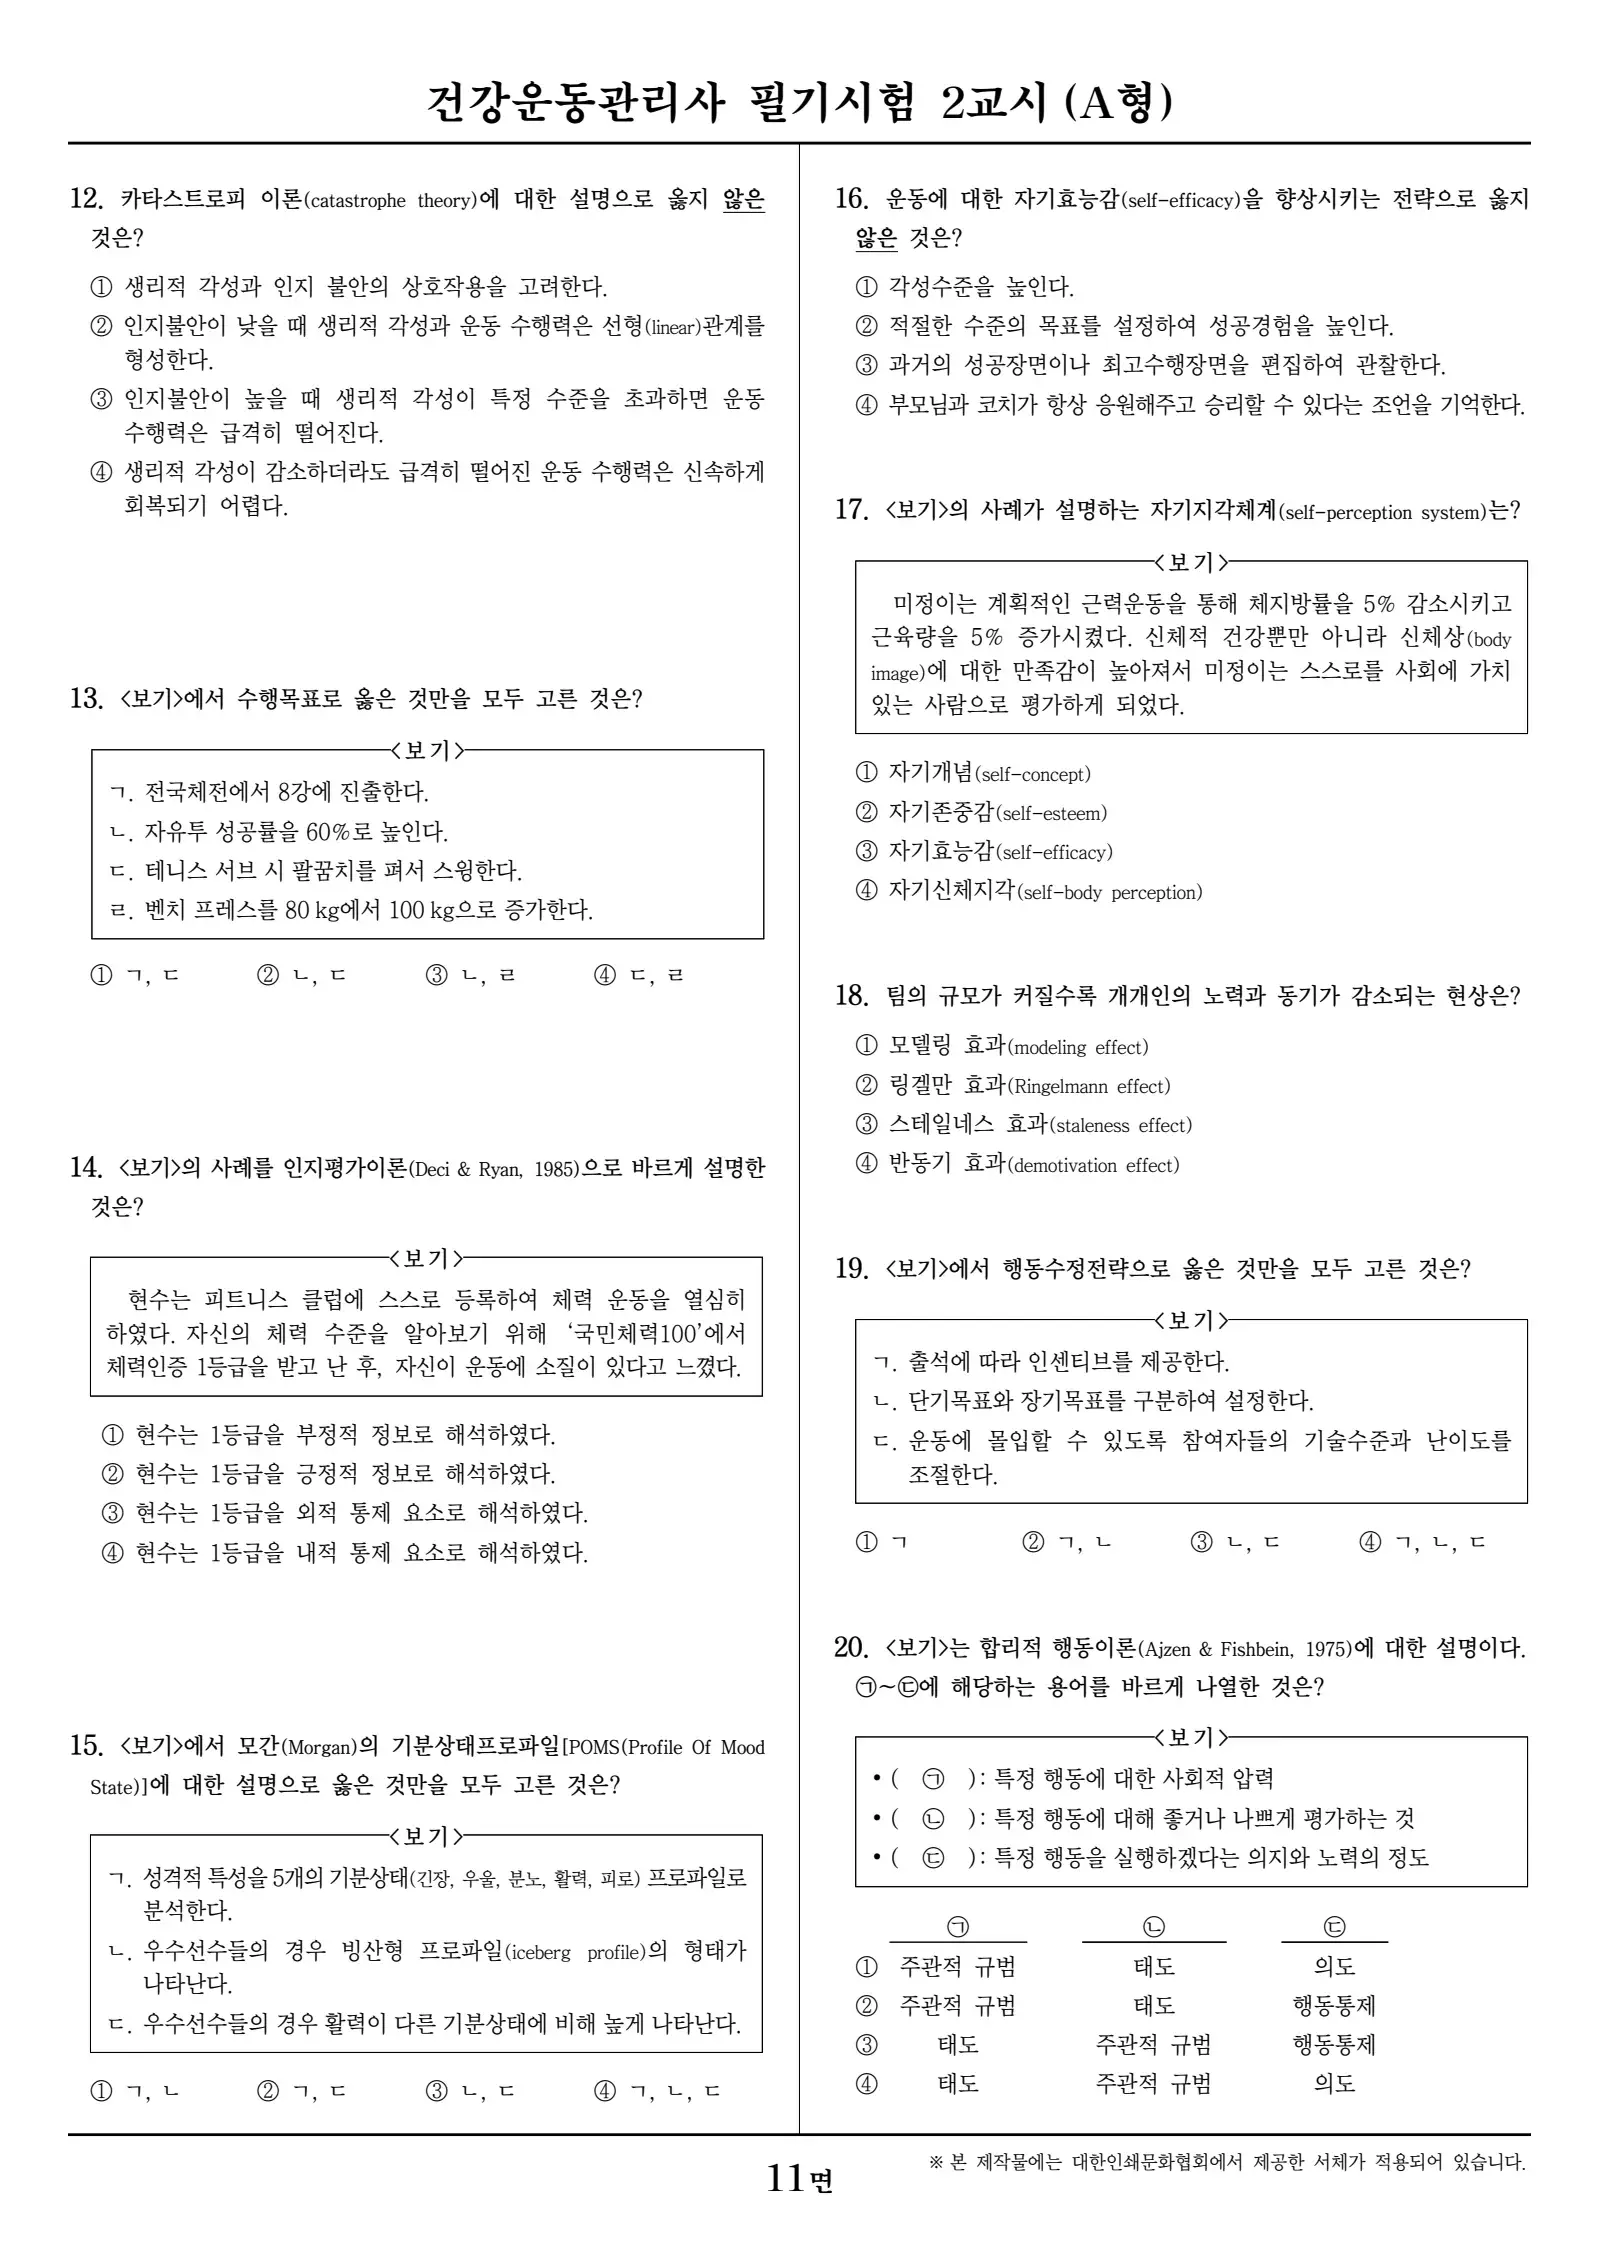 건강운동관리사 필기시험 2교시 (A형)
12. 카타스트로피 이론(catastrophe theory)에 대한 설명으로 옳지 않은
것은?
① 생리적 각성과 인지 불안의 상호작용을 고려한다.
② 인지불안이 낮을 때 생리적 각성과 운동 수행력은 선형(linear)관계를
형성한다.
③ 인지불안이 높을 때 생리적 각성이 특정 수준을 초과하면 운동
수행력은 급격히 떨어진다.
④ 생리적 각성이 감소하더라도 급격히 떨어진 운동 수행력은 신속하게
회복되기 어렵다.
13. <보기>에서 수행목표로 옳은 것만을 모두 고른 것은?
<보기>
ㄱ. 전국체전에서 8강에 진출한다.
ㄴ. 자유투 성공률을 60%로 높인다.
ㄷ. 테니스 서브 시 팔꿈치를 펴서 스윙한다.
ㄹ. 벤치 프레스를 80 kg에서 100 kg으로 증가한다.
① ㄱ, ㄷ ② ㄴ, ㄷ ③ ㄴ, ㄹ ④ ㄷ, ㄹ
14. <보기>의 사례를 인지평가이론(Deci & Ryan, 1985)으로 바르게 설명한
것은?
<보기>
현수는 피트니스 클럽에 스스로 등록하여 체력 운동을 열심히
하였다. 자신의 체력 수준을 알아보기 위해 ‘국민체력100’에서
체력인증 1등급을 받고 난 후, 자신이 운동에 소질이 있다고 느꼈다.
① 현수는 1등급을 부정적 정보로 해석하였다.
② 현수는 1등급을 긍정적 정보로 해석하였다.
③ 현수는 1등급을 외적 통제 요소로 해석하였다.
④ 현수는 1등급을 내적 통제 요소로 해석하였다.
15. <보기>에서 모간(Morgan)의 기분상태프로파일[POMS(Profile Of Mood
State)]에 대한 설명으로 옳은 것만을 모두 고른 것은?
<보기>
ㄱ. 성격적 특성을 5개의 기분상태(긴장, 우울, 분노, 활력, 피로) 프로파일로
분석한다.
ㄴ. 우수선수들의 경우 빙산형 프로파일(iceberg profile)의 형태가
나타난다.
ㄷ. 우수선수들의 경우 활력이 다른 기분상태에 비해 높게 나타난다.
① ㄱ, ㄴ ② ㄱ, ㄷ ③ ㄴ, ㄷ ④ ㄱ, ㄴ, ㄷ
16. 운동에 대한 자기효능감(self-efficacy)을 향상시키는 전략으로 옳지
않은 것은?
① 각성수준을 높인다.
② 적절한 수준의 목표를 설정하여 성공경험을 높인다.
③ 과거의 성공장면이나 최고수행장면을 편집하여 관찰한다.
④ 부모님과 코치가 항상 응원해주고 승리할 수 있다는 조언을 기억한다.
17. <보기>의 사례가 설명하는 자기지각체계(self-perception system)는?
<보기>
미정이는 계획적인 근력운동을 통해 체지방률을 5% 감소시키고
근육량을 5% 증가시켰다. 신체적 건강뿐만 아니라 신체상(body
image)에 대한 만족감이 높아져서 미정이는 스스로를 사회에 가치
있는 사람으로 평가하게 되었다.
① 자기개념(self-concept)
② 자기존중감(self-esteem)
③ 자기효능감(self-efficacy)
④ 자기신체지각(self-body perception)
18. 팀의 규모가 커질수록 개개인의 노력과 동기가 감소되는 현상은?
① 모델링 효과(modeling effect)
② 링겔만 효과(Ringelmann effect)
③ 스테일네스 효과(staleness effect)
④ 반동기 효과(demotivation effect)
19. <보기>에서 행동수정전략으로 옳은 것만을 모두 고른 것은?
<보기>
ㄱ. 출석에 따라 인센티브를 제공한다.
ㄴ. 단기목표와 장기목표를 구분하여 설정한다.
ㄷ. 운동에 몰입할 수 있도록 참여자들의 기술수준과 난이도를
조절한다.
① ㄱ ② ㄱ, ㄴ ③ ㄴ, ㄷ ④ ㄱ, ㄴ, ㄷ
20. <보기>는 합리적 행동이론(Ajzen & Fishbein, 1975)에 대한 설명이다.
㉠~㉢에 해당하는 용어를 바르게 나열한 것은?
<보기>
• ( ㉠ ): 특정 행동에 대한 사회적 압력
• ( ㉡ ): 특정 행동에 대해 좋거나 나쁘게 평가하는 것
• ( ㉢ ): 특정 행동을 실행하겠다는 의지와 노력의 정도
㉠ ㉡ ㉢
① 주관적 규범 태도 의도
② 주관적 규범 태도 행동통제
③ 태도 주관적 규범 행동통제
④ 태도 주관적 규범 의도
※ 본 제작물에는 대한인쇄문화협회에서 제공한 서체가 적용되어 있습니다.
11면